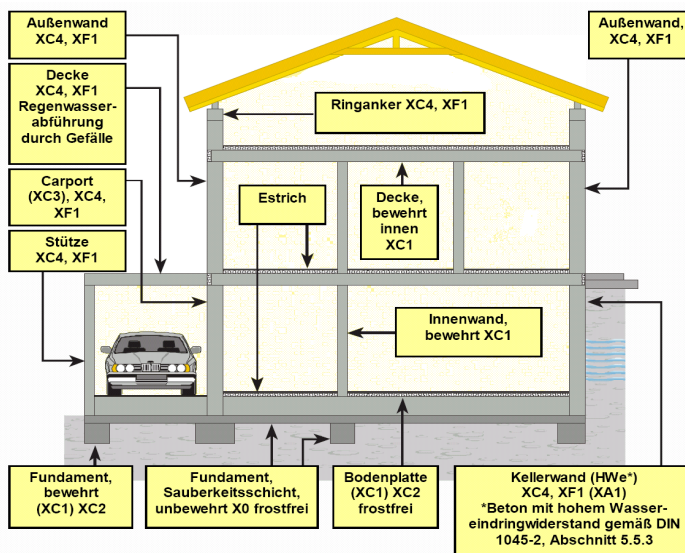 Außenwand
XC4, XF1
Außenwand,
XC4, XF1
Decke
XC4, XF1
Regenwasser-
abführung
durch Gefälle
Ringanker XC4, XF1
Carport
(XC3), XC4,
XF1
Estrich
Decke,
bewehrt
innen
XC1
Stütze
XC4, XF1
Innenwand,
bewehrt XC1
Fundament,
bewehrt
(XC1) XC2
Fundament,
Sauberkeitsschicht,
unbewehrt X0 frostfrei
Bodenplatte
(XC1) XC2
frostfrei
Kellerwand (HWe*)
XC4, XF1 (XA1)
*Beton mit hohem Wasser-
eindringwiderstand gemäß DIN
1045-2, Abschnitt 5.5.3